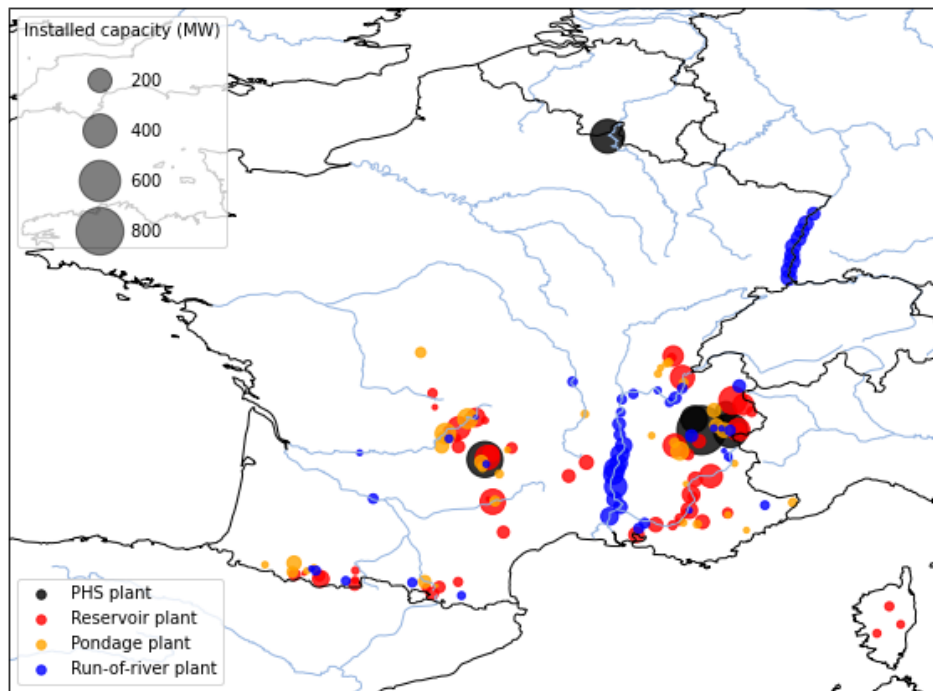 Installed capacity (MW)
200
400
600
800
PHS plant
Reservoir plant
Pondage plant
Run-of-river plant